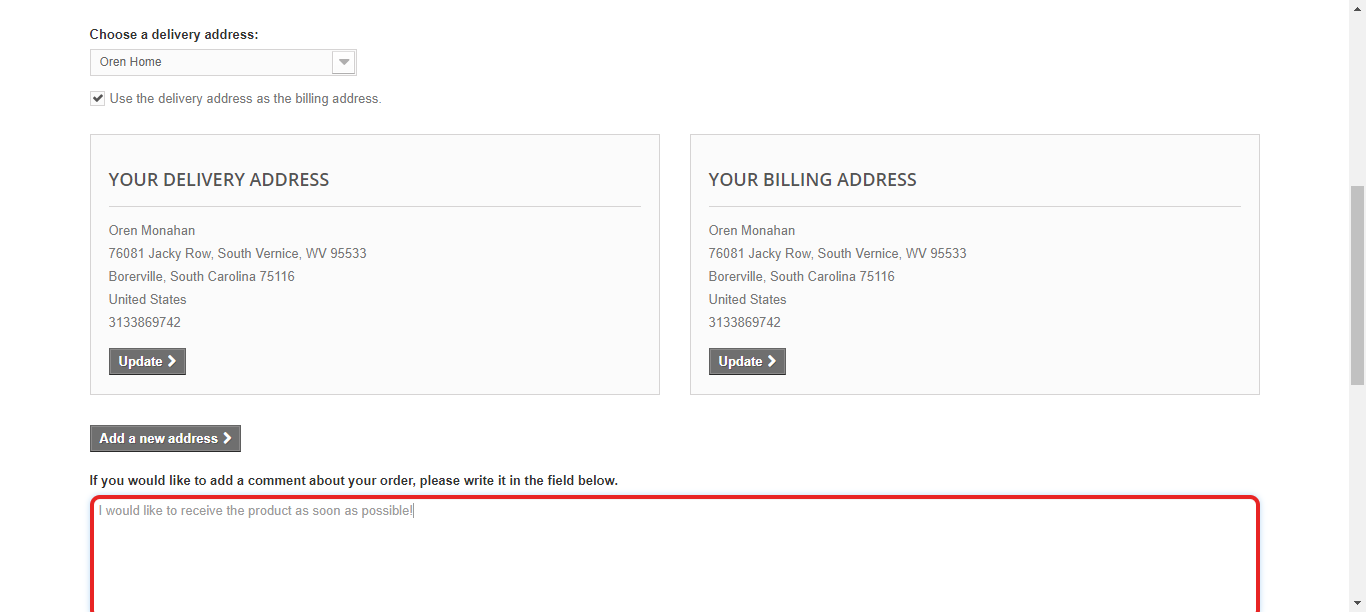 Choose a delivery address:
Oren Home
Use the delivery address as the billing address.
YOUR DELIVERY ADDRESS
Oren Monahan
76081 Jacky Row, South Vernice, WV 95533
Borerville, South Carolina 75116
United States
3133869742
Update
YOUR BILLING ADDRESS
Oren Monahan
76081 Jacky Row, South Vernice, WV 95533
Borerville, South Carolina 75116
United States
3133869742
Update
Add a new address
If you would like to add a comment about your order, please write it in the field below.
I would like to receive the product as soon as possible!